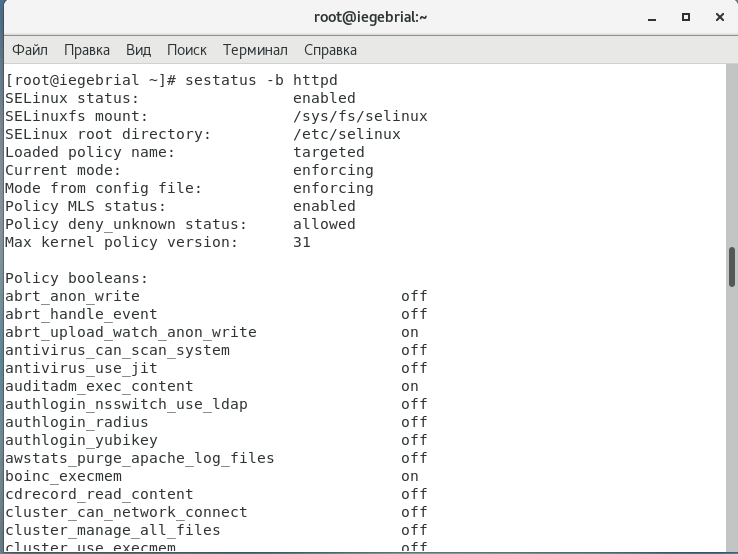 root@iegebrial:~
Файл Правка Вид Поиск Терминал Справка
[root@iegebrial ~]# sestatus -b httpd
SELinux status: enabled
SELinuxfs mount: /sys/fs/selinux
SELinux root directory: /etc/selinux
Loaded policy name: targeted
Current mode: enforcing
Mode from config file: enforcing
Policy MLS status: enabled
Policy deny_unknown status: allowed
Max kernel policy version: 31
Policy booleans:
abrt_anon_write off
abrt_handle_event off
abrt_upload_watch_anon_write on
antivirus_can_scan_system off
antivirus_use_jit off
auditadm_exec_content on
authlogin_nsswitch_use_ldap off
authlogin_radius off
authlogin_yubikey off
awstats_purge_apache_log_files off
boinc_execmem on
cdrecord_read_content off
cluster_can_network_connect off
cluster_manage_all_files off
cluster_use_execmem off